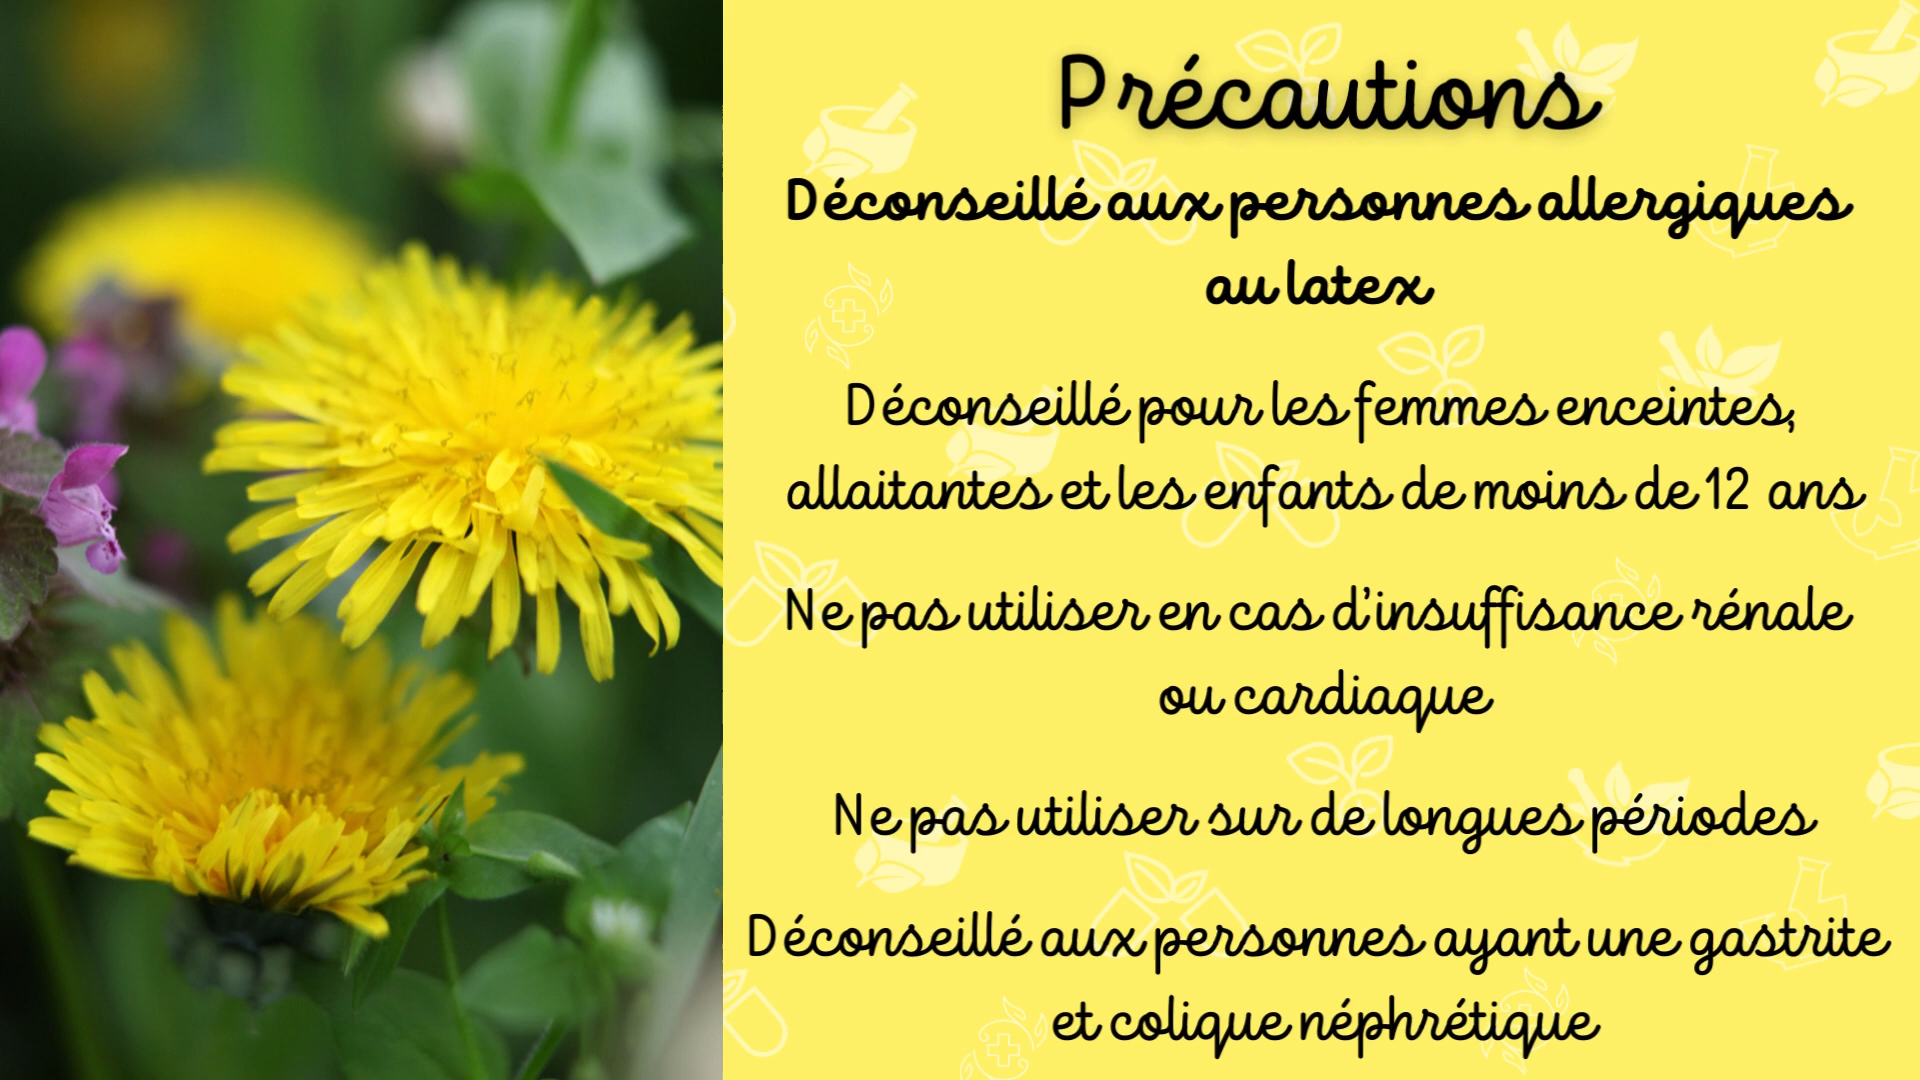 Précautions
Déconseillé aux personnes allergiques
au latex
Déconseillé pour les femmes enceintes,
allaitantes et les enfants de moins de 12 ans
Ne pas utiliser en cas d'insuffisance rénale
ou cardiaque
Ne pas utiliser sur de longues périodes
Déconseillé aux personnes ayant une gastrite
et colique néphrétique